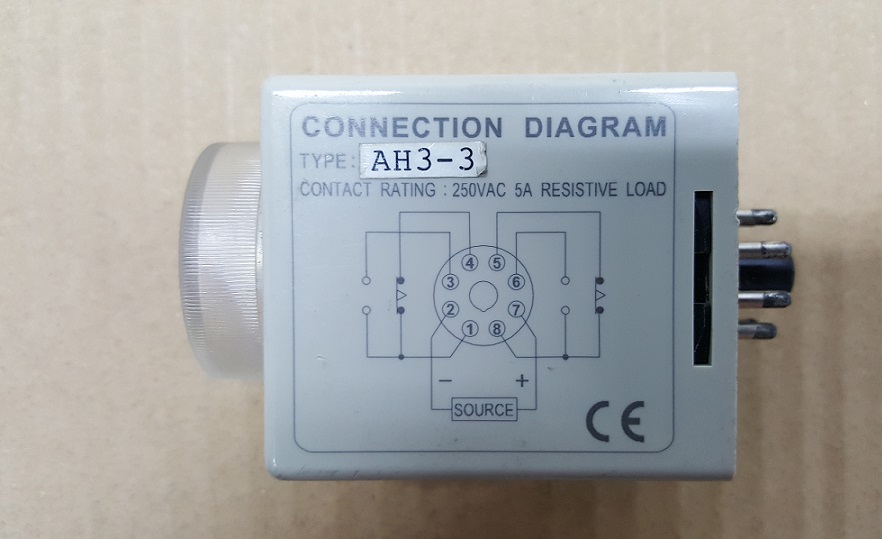 CONNECTION DIAGRAM
TYPE: AH3-3
CONTACT RATING : 250VAC 5A RESISTIVE LOAD
4 5
3 6
2 7
1 8
− +
SOURCE
CE